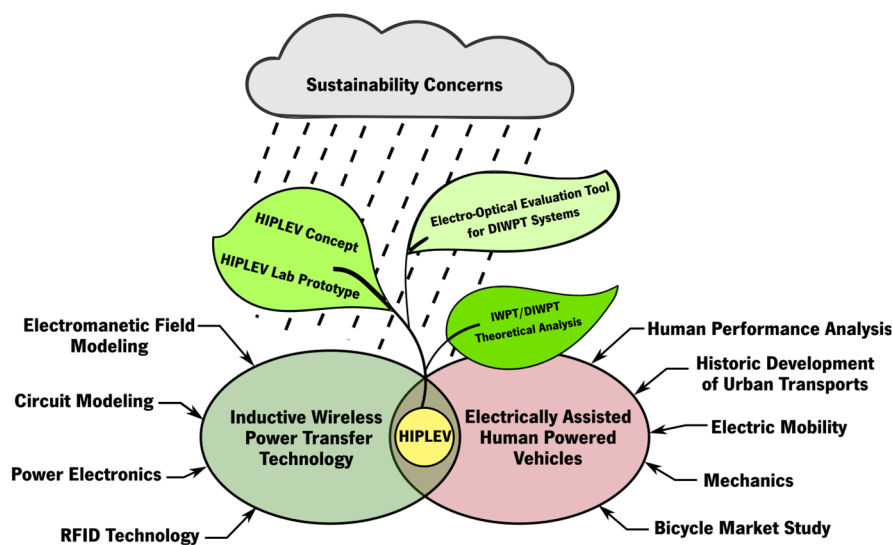 Sustainability Concerns
HIPLEV Concept
HIPLEV Lab Prototype
Electro-Optical Evaluation Tool
for DIWPT Systems
IWPT/DIWPT
Theoretical Analysis
Electromanetic Field
Modeling
Circuit Modeling
Power Electronics
RFID Technology
Inductive Wireless
Power Transfer
Technology
HIPLEV
Electrically Assisted
Human Powered
Vehicles
Human Performance Analysis
Historic Development
of Urban Transports
Electric Mobility
Mechanics
Bicycle Market Study